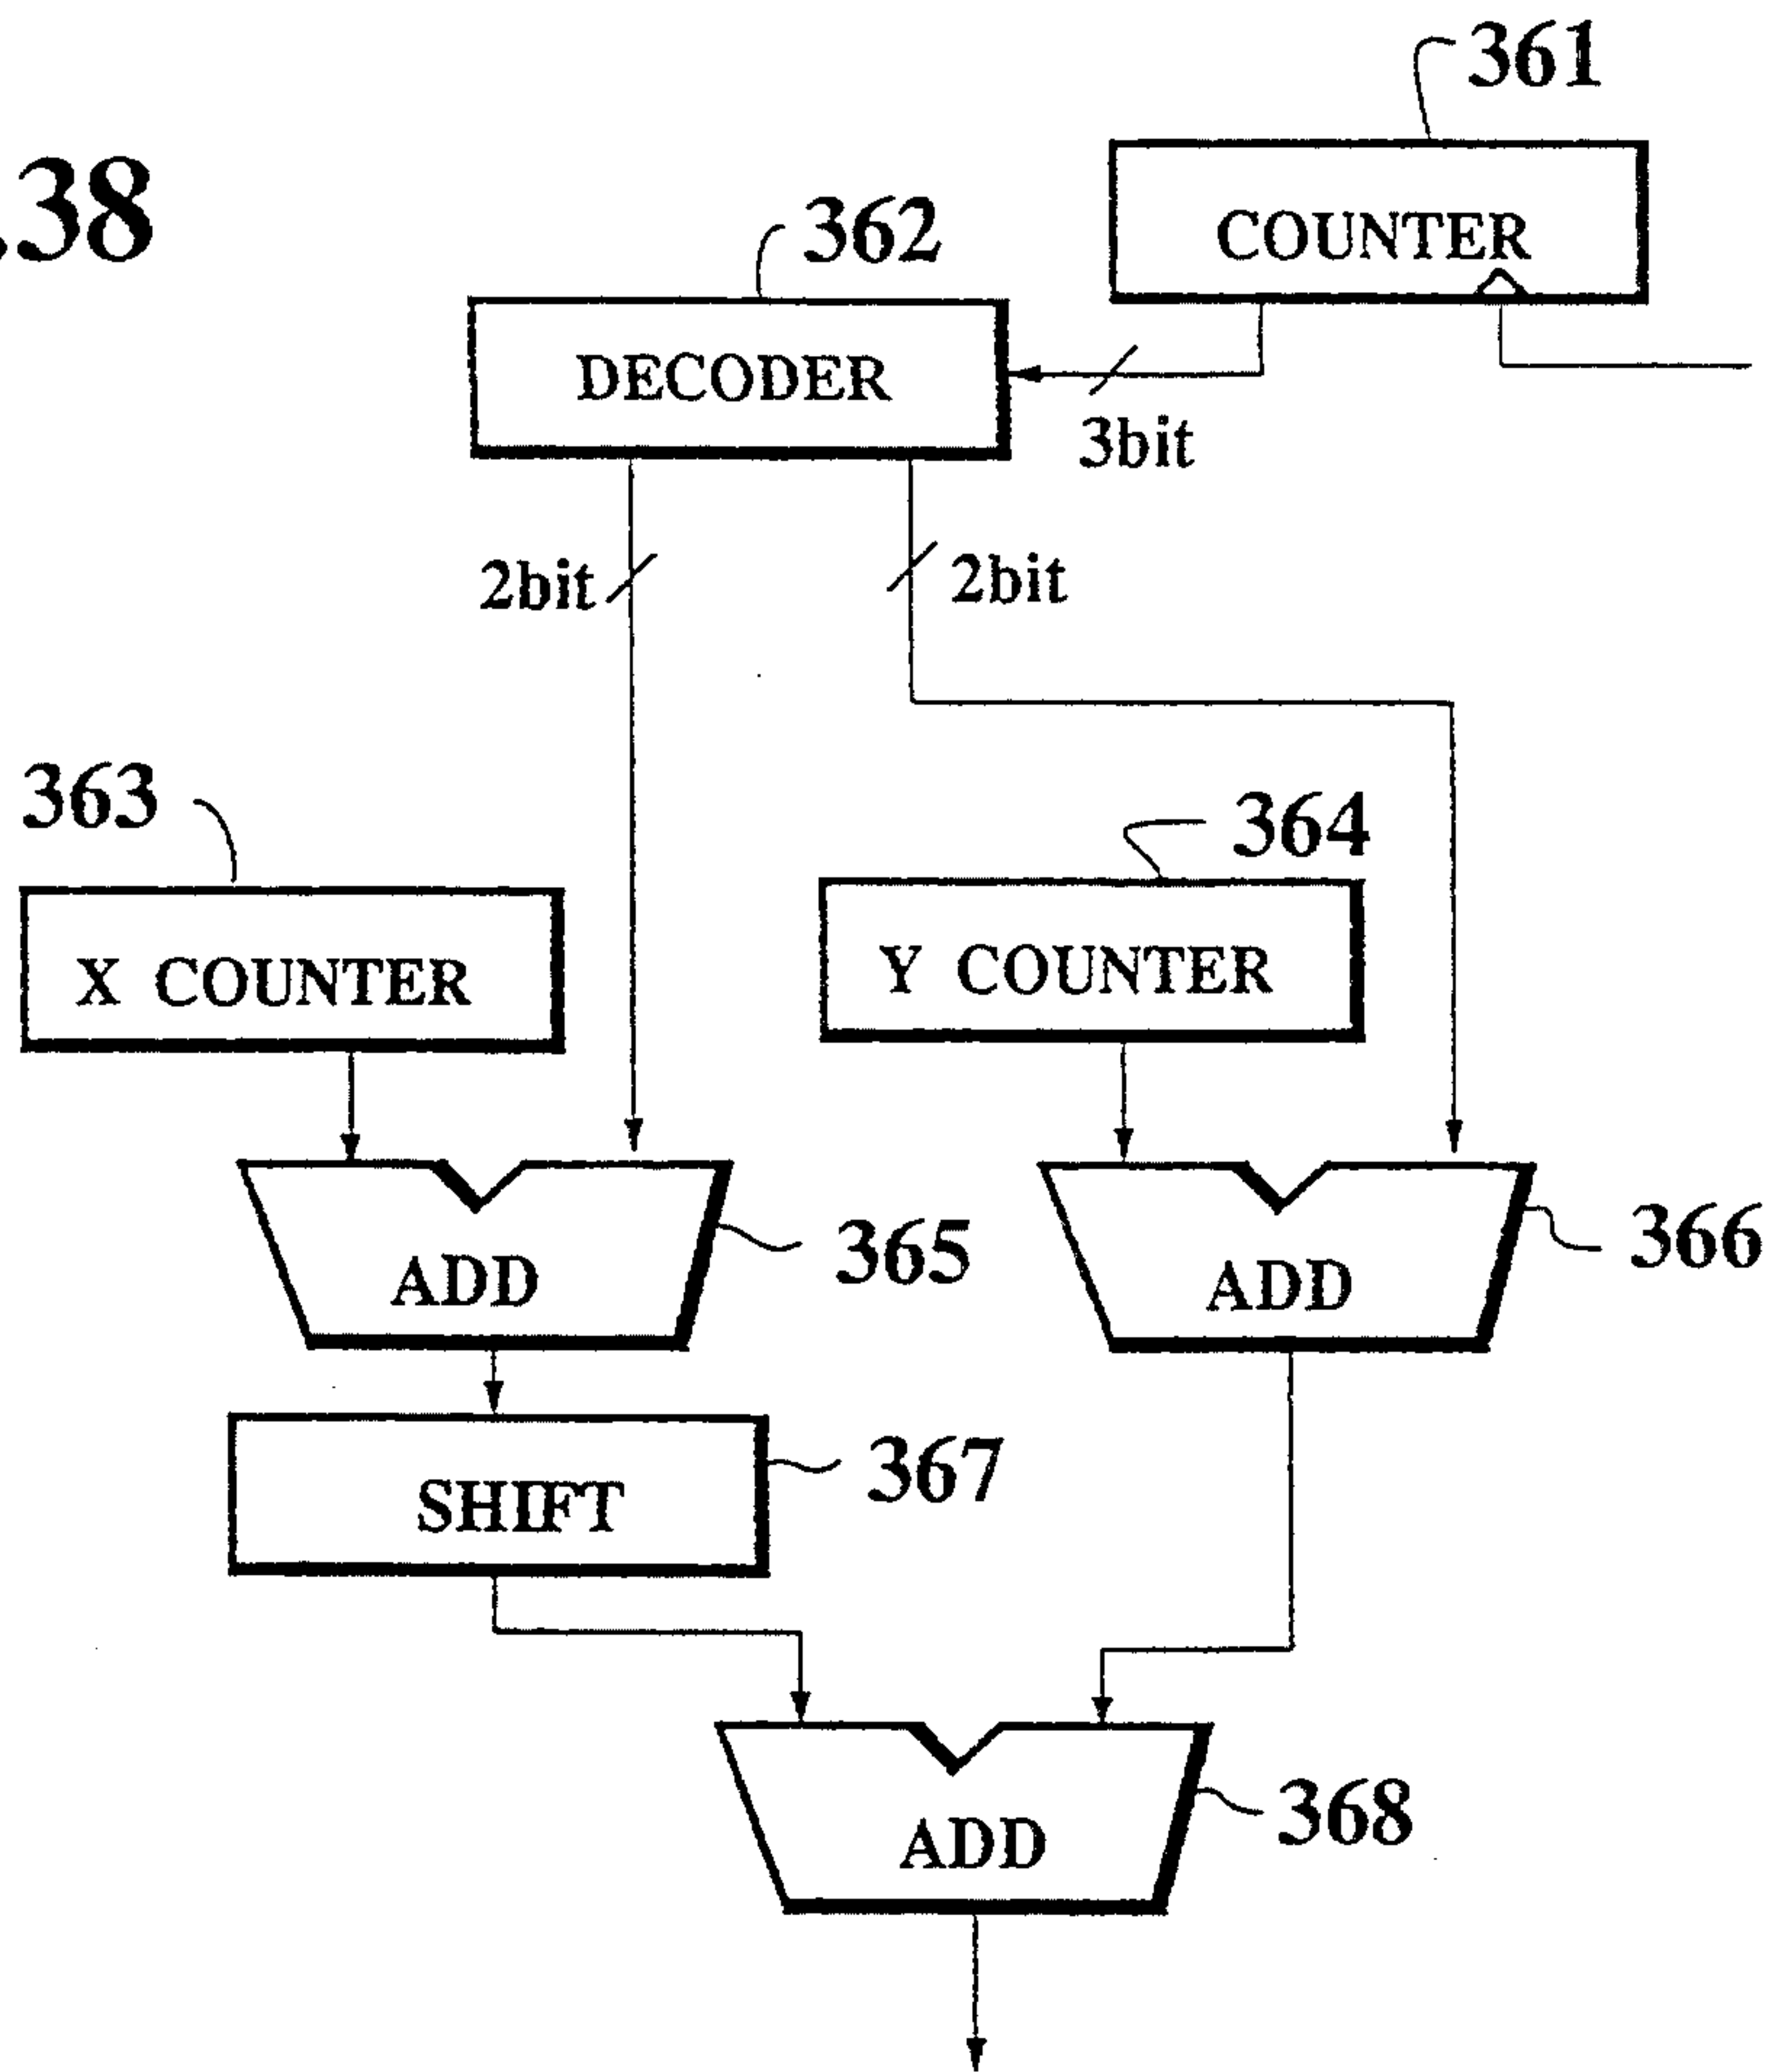 361
.38
COUNTER
362
DECODER
3bit
2bit
2bit
363
364
X COUNTER
Y COUNTER
365
366
ADD
ADD
367
SHIFT
368
ADD